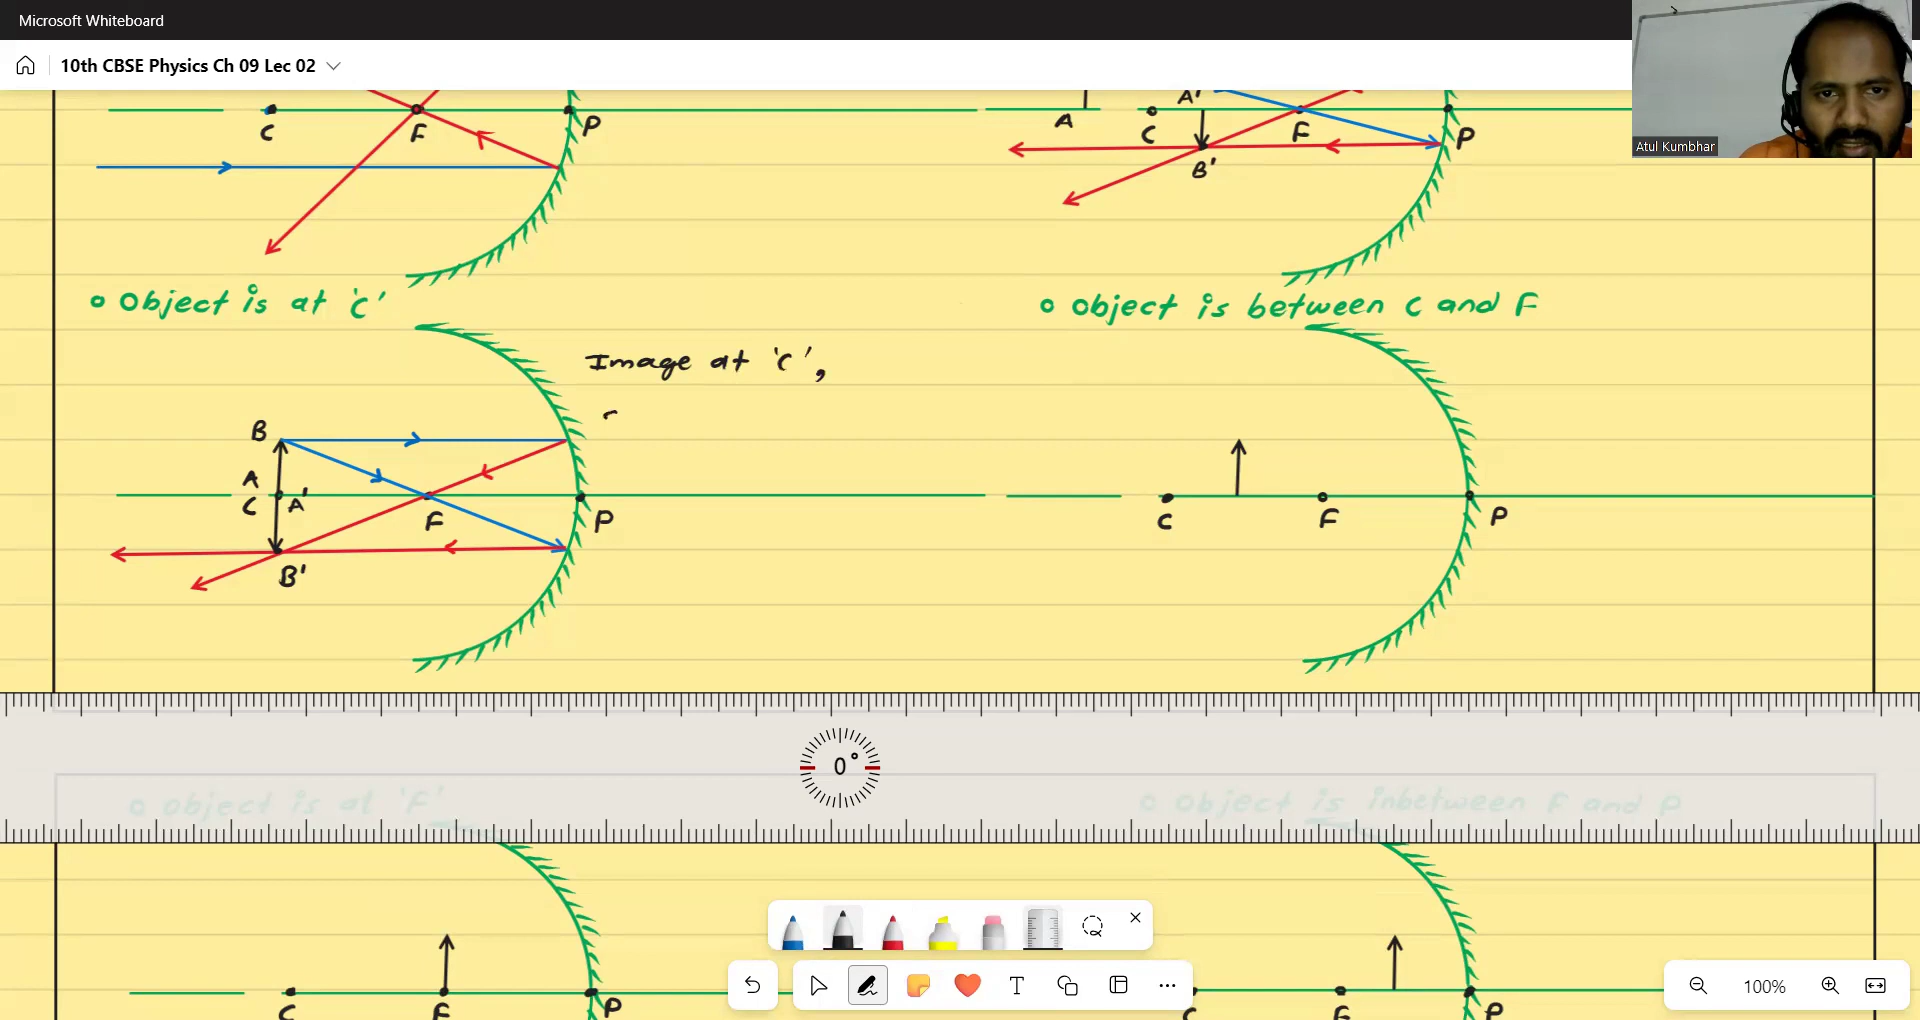 Microsoft Whiteboard
10th CBSE Physics Ch 09 Lec 02
Atul Kumbhar
C F P
A C A' F P
B'
o Object is at 'C'
o Object is between C and F
Image at 'C',
B
A
C A' F P
B'
C F P
0°
o Object is at 'F'
o Object is inbetween F and P
C F P
C F P
100%